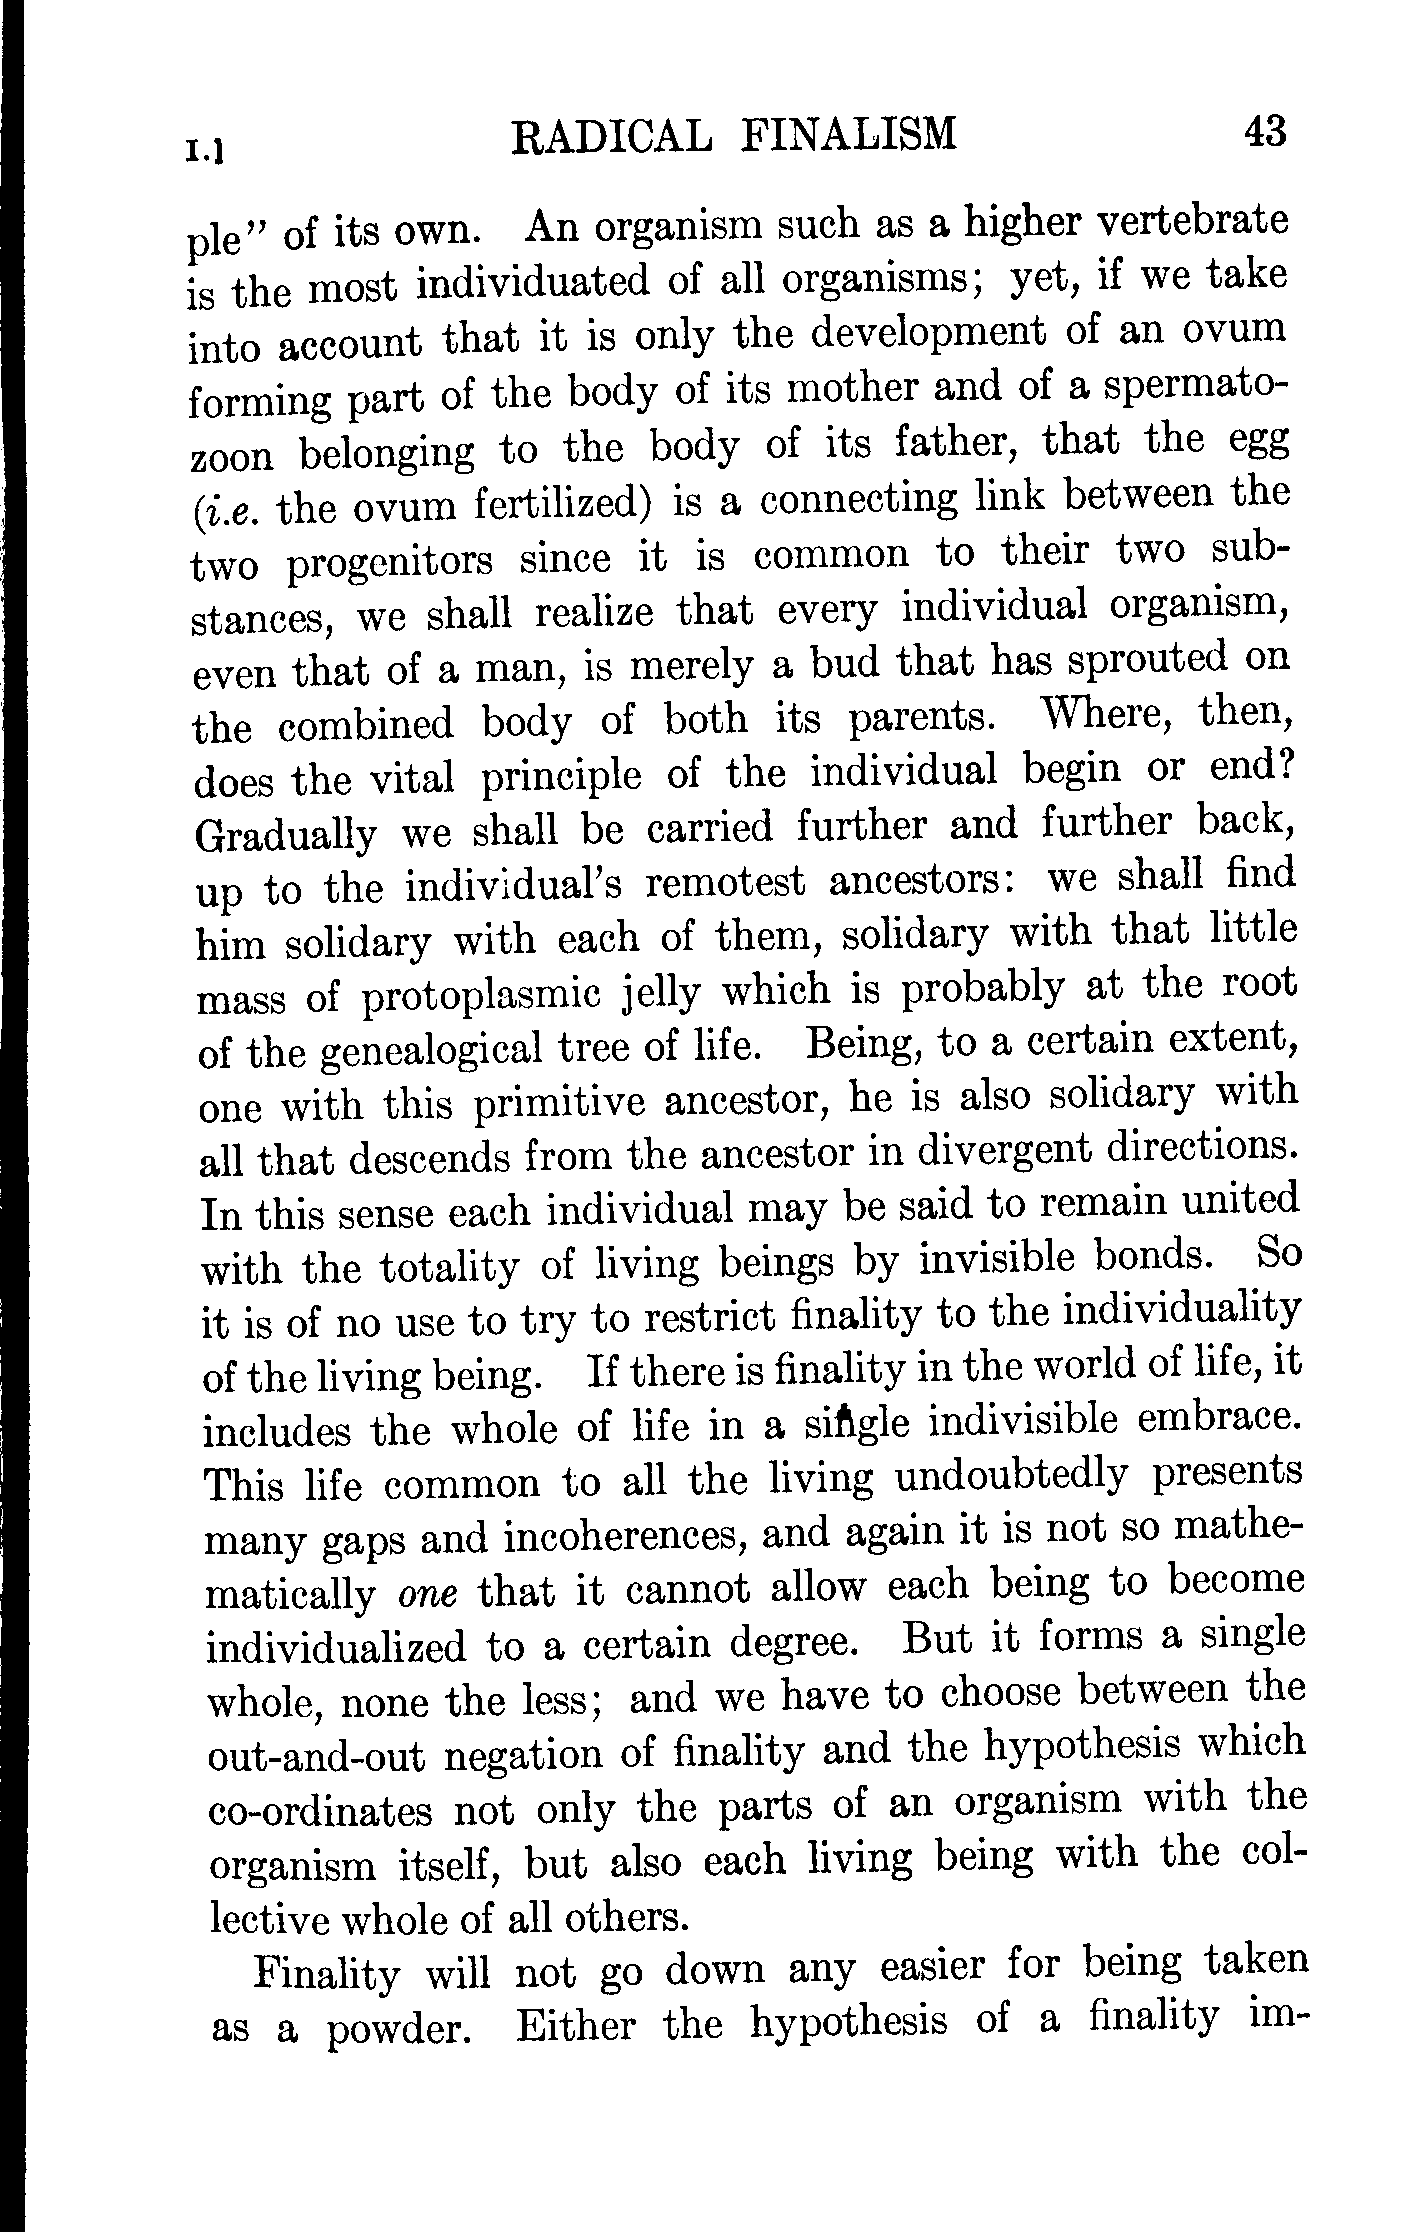 I.] RADICAL FINALISM 43
ple” of its own. An organism such as a higher vertebrate
is the most individuated of all organisms; yet, if we take
into account that it is only the development of an ovum
forming part of the body of its mother and of a spermato-
zoon belonging to the body of its father, that the egg
(i.e. the ovum fertilized) is a connecting link between the
two progenitors since it is common to their two sub-
stances, we shall realize that every individual organism,
even that of a man, is merely a bud that has sprouted on
the combined body of both its parents. Where, then,
does the vital principle of the individual begin or end?
Gradually we shall be carried further and further back,
up to the individual's remotest ancestors: we shall find
him solidary with each of them, solidary with that little
mass of protoplasmic jelly which is probably at the root
of the genealogical tree of life. Being, to a certain extent,
one with this primitive ancestor, he is also solidary with
all that descends from the ancestor in divergent directions.
In this sense each individual may be said to remain united
with the totality of living beings by invisible bonds. So
it is of no use to try to restrict finality to the individuality
of the living being. If there is finality in the world of life, it
includes the whole of life in a single indivisible embrace.
This life common to all the living undoubtedly presents
many gaps and incoherences, and again it is not so mathe-
matically one that it cannot allow each being to become
individualized to a certain degree. But it forms a single
whole, none the less; and we have to choose between the
out-and-out negation of finality and the hypothesis which
co-ordinates not only the parts of an organism with the
organism itself, but also each living being with the col-
lective whole of all others.
Finality will not go down any easier for being taken
as a powder. Either the hypothesis of a finality im-